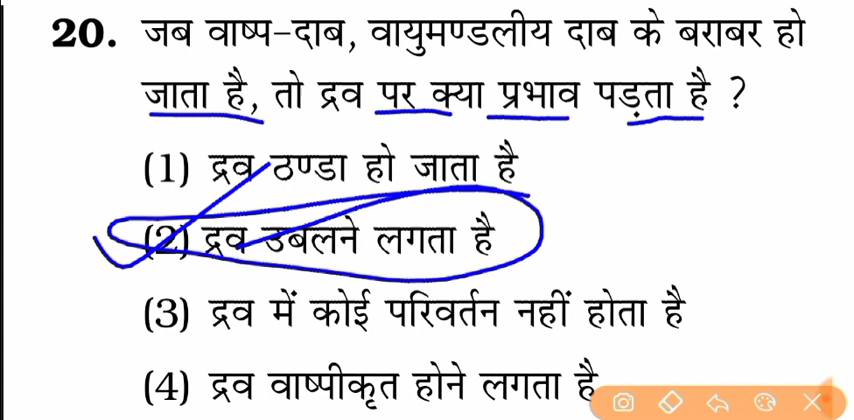 20. जब वाष्प-दाब, वायुमण्डलीय दाब के बराबर हो
जाता है, तो द्रव पर क्या प्रभाव पड़ता है ?
(1) द्रव ठण्डा हो जाता है
(2) द्रव उबलने लगता है
(3) द्रव में कोई परिवर्तन नहीं होता है
(4) द्रव वाष्पीकृत होने लगता है